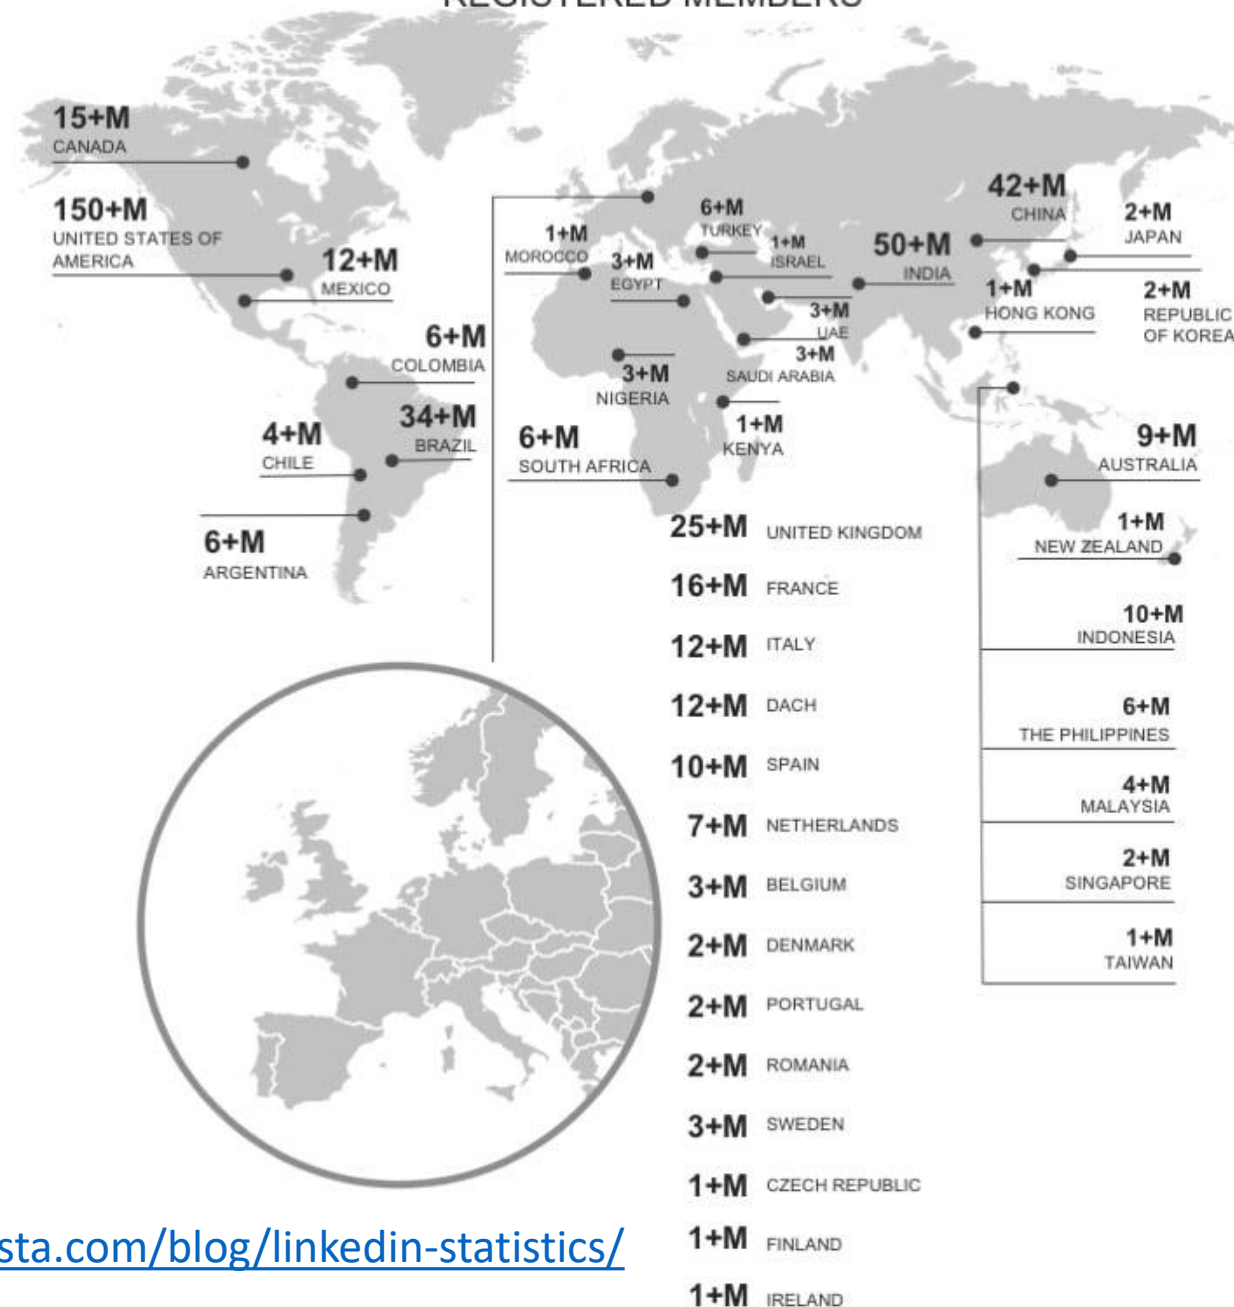 REGISTERED MEMBERS
15+M
CANADA
150+M
UNITED STATES OF
AMERICA
12+M
MEXICO
6+M
COLOMBIA
34+M
BRAZIL
4+M
CHILE
6+M
ARGENTINA
1+M
MOROCCO
3+M
EGYPT
6+M
TURKEY
1+M
ISRAEL
3+M
UAE
3+M
SAUDI ARABIA
3+M
NIGERIA
1+M
KENYA
6+M
SOUTH AFRICA
50+M
INDIA
42+M
CHINA
2+M
JAPAN
2+M
REPUBLIC
OF KOREA
1+M
HONG KONG
9+M
AUSTRALIA
1+M
NEW ZEALAND
10+M
INDONESIA
6+M
THE PHILIPPINES
4+M
MALAYSIA
2+M
SINGAPORE
1+M
TAIWAN
25+M UNITED KINGDOM
16+M FRANCE
12+M ITALY
12+M DACH
10+M SPAIN
7+M NETHERLANDS
3+M BELGIUM
2+M DENMARK
2+M PORTUGAL
2+M ROMANIA
3+M SWEDEN
1+M CZECH REPUBLIC
1+M FINLAND
1+M IRELAND
sta.com/blog/linkedin-statistics/